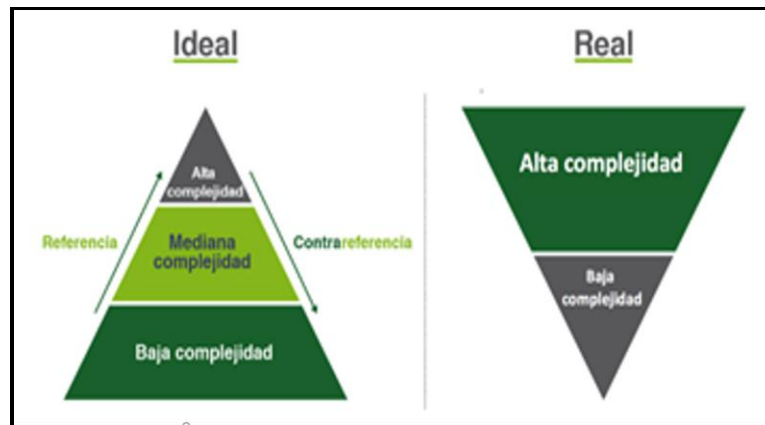 Ideal
Real
Alta
complejidad
Referencia
Mediana
complejidad
Contrareferencia
Baja complejidad
Alta complejidad
Baja
complejidad